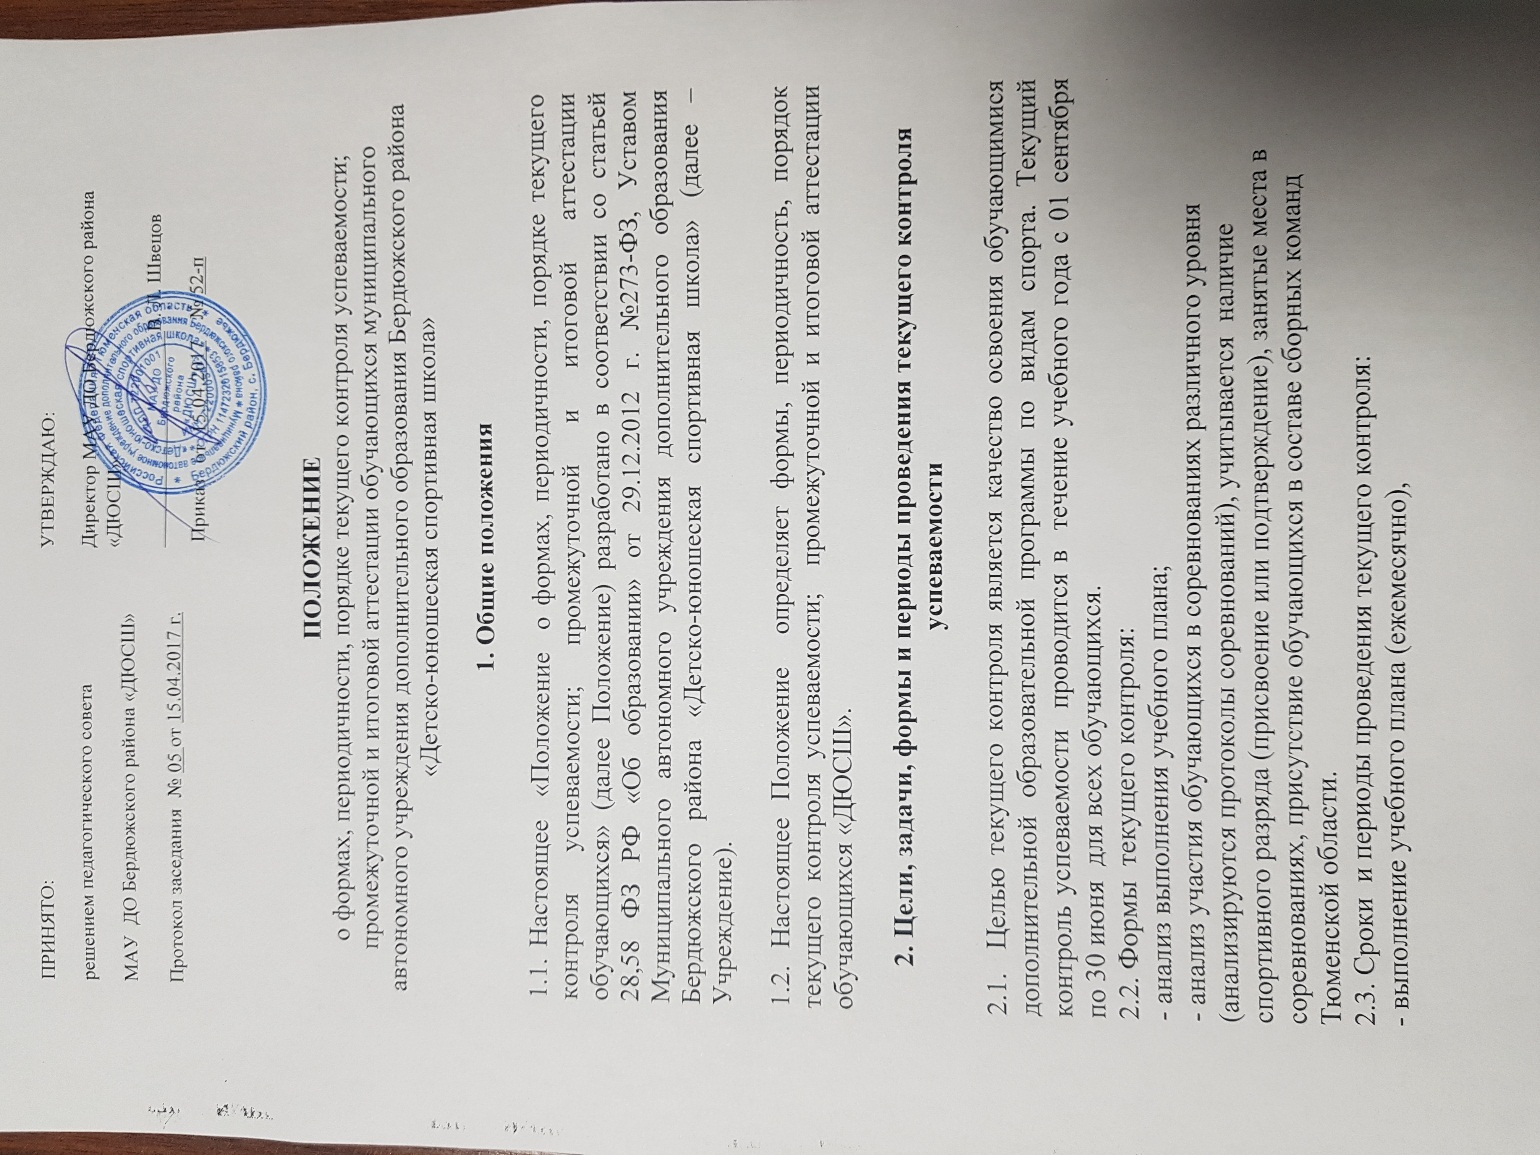 ПРИНЯТО:
решением педагогического совета
МАУ ДО Бердюжского района «ДЮСШ»
Протокол заседания № 05 от 15.04.2017 г.
УТВЕРЖДАЮ:
Директор МАУ ДО Бердюжского района
«ДЮСШ»
Швецов
Приказ от 15.04.2017 г. № 52-п
ПОЛОЖЕНИЕ
о формах, периодичности, порядке текущего контроля успеваемости;
промежуточной и итоговой аттестации обучающихся муниципального
автономного учреждения дополнительного образования Бердюжского района
«Детско-юношеская спортивная школа»
1. Общие положения
1.1. Настоящее «Положение о формах, периодичности, порядке текущего
контроля успеваемости; промежуточной и итоговой аттестации
обучающихся» (далее Положение) разработано в соответствии со статьей
28,58 ФЗ РФ «Об образовании» от 29.12.2012 г. №273-ФЗ, Уставом
Муниципального автономного учреждения дополнительного образования
Бердюжского района «Детско-юношеская спортивная школа» (далее –
Учреждение).
1.2. Настоящее Положение определяет формы, периодичность, порядок
текущего контроля успеваемости; промежуточной и итоговой аттестации
обучающихся «ДЮСШ».
2. Цели, задачи, формы и периоды проведения текущего контроля
успеваемости
2.1. Целью текущего контроля является качество освоения обучающимися
дополнительной образовательной программы по видам спорта. Текущий
контроль успеваемости проводится в течение учебного года с 01 сентября
по 30 июня для всех обучающихся.
2.2. Формы текущего контроля:
- анализ выполнения учебного плана;
- анализ участия обучающихся в соревнованиях различного уровня
(анализируются протоколы соревнований), учитывается наличие
спортивного разряда (присвоение или подтверждение), занятые места в
соревнованиях, присутствие обучающихся в составе сборных команд
Тюменской области.
2.3. Сроки и периоды проведения текущего контроля:
- выполнение учебного плана (ежемесячно),